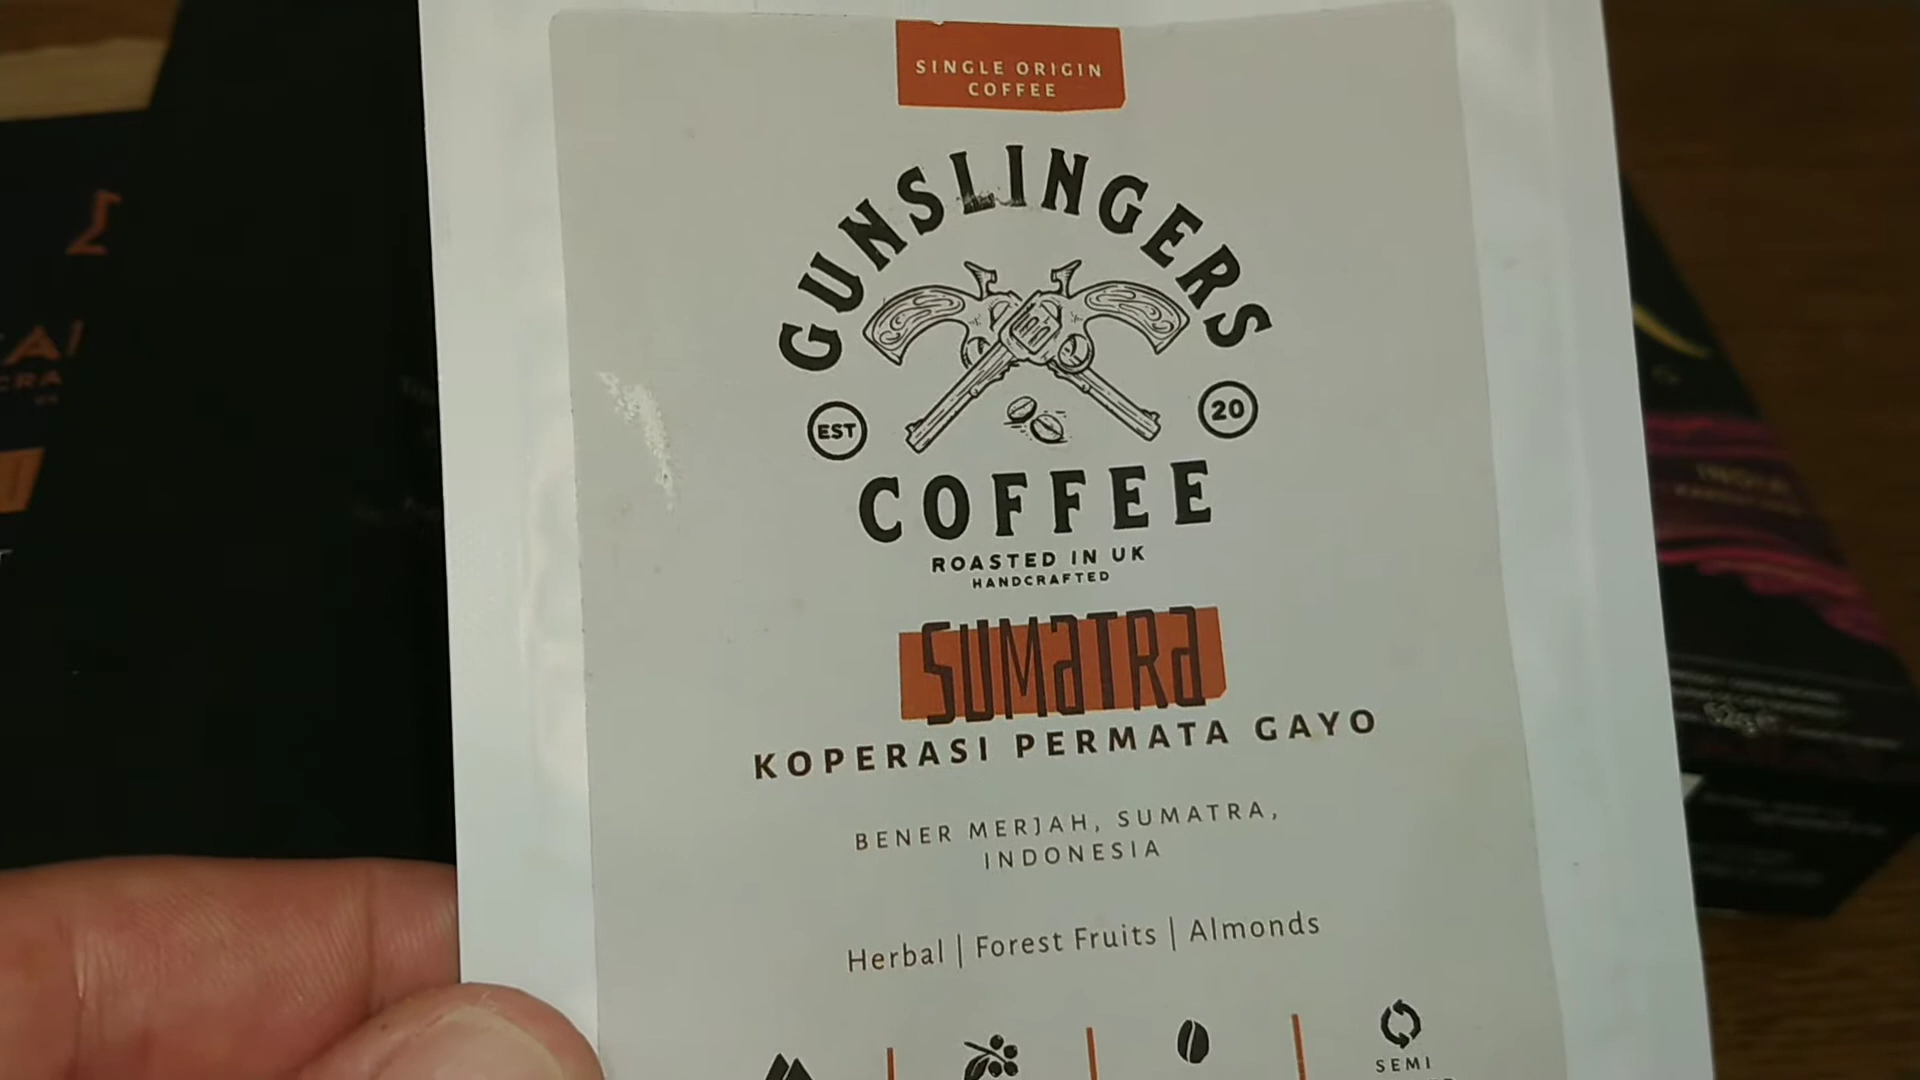 SINGLE ORIGIN
COFFEE
GUNSLINGERS
EST
20
COFFEE
ROASTED IN UK
HANDCRAFTED
SUMaTRa
KOPERASI PERMATA GAYO
BENER MERJAH, SUMATRA,
INDONESIA
Herbal | Forest Fruits | Almonds
SEMI